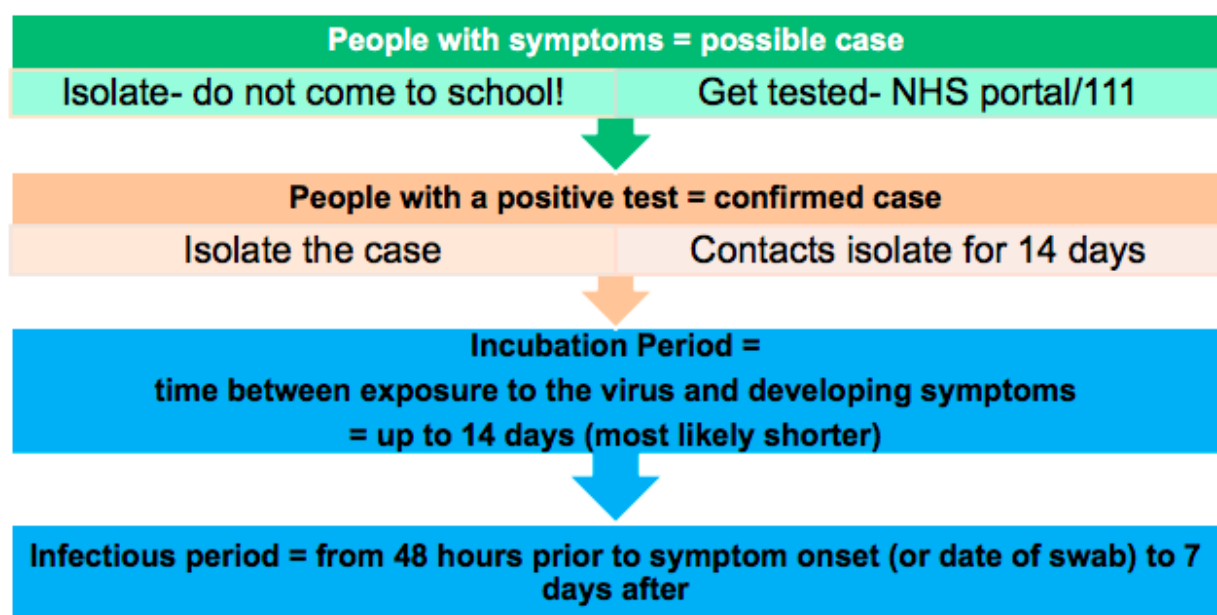 People with symptoms = possible case
Isolate- do not come to school!
Get tested- NHS portal/111
People with a positive test = confirmed case
Isolate the case
Contacts isolate for 14 days
Incubation Period =
time between exposure to the virus and developing symptoms
= up to 14 days (most likely shorter)
Infectious period = from 48 hours prior to symptom onset (or date of swab) to 7
days after